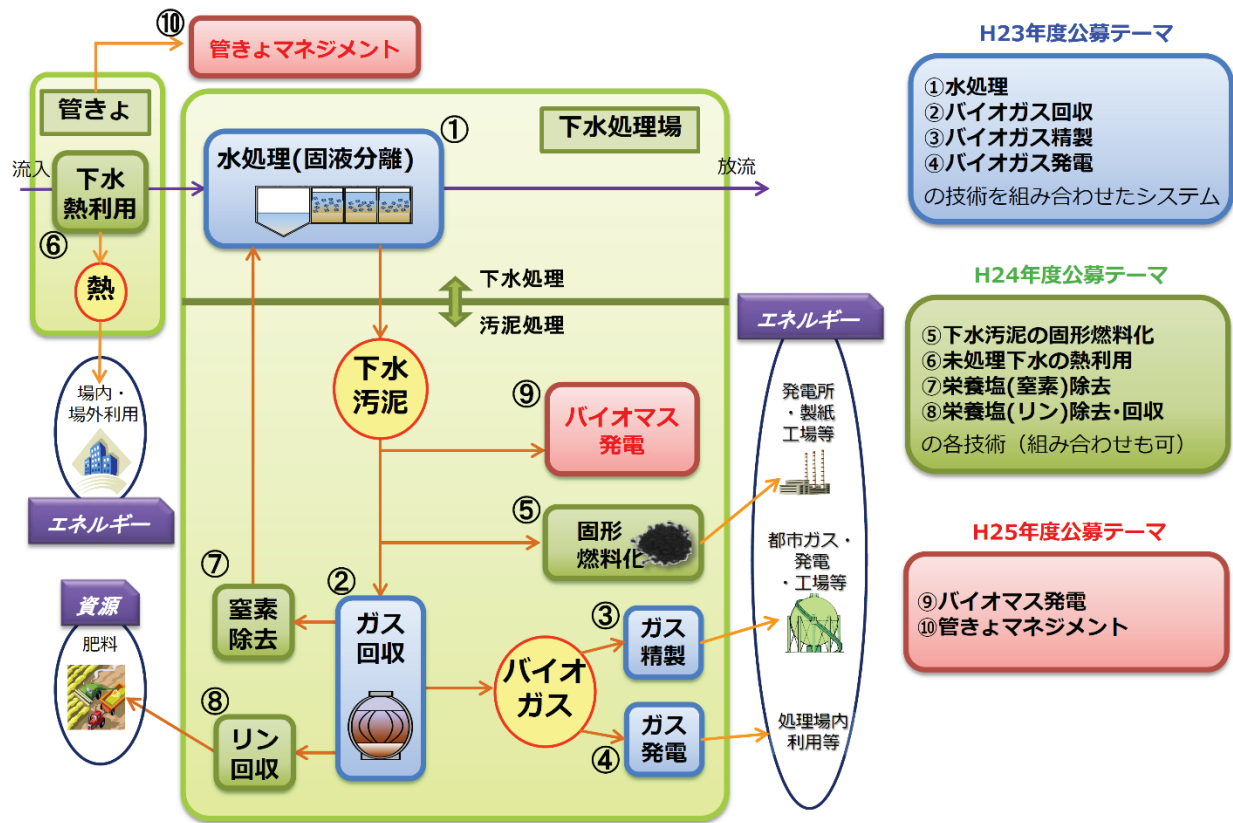 ⑩
管きょマネジメント
管きょ
流入
下水
熱利用
⑥
熱
場内・
場外利用
エネルギー
資源
肥料
下水処理場
①
水処理(固液分離)
放流
下水処理
汚泥処理
下水
汚泥
⑨
バイオマス
発電
⑤
固形
燃料化
⑦
窒素
除去
②
ガス
回収
⑧
リン
回収
バイオ
ガス
③
ガス
精製
④
ガス
発電
エネルギー
発電所
・製紙
工場等
都市ガス・
発電
・工場等
処理場内
利用等
H23年度公募テーマ
①水処理
②バイオガス回収
③バイオガス精製
④バイオガス発電
の技術を組み合わせたシステム
H24年度公募テーマ
⑤下水汚泥の固形燃料化
⑥未処理下水の熱利用
⑦栄養塩(窒素)除去
⑧栄養塩(リン)除去・回収
の各技術（組み合わせも可）
H25年度公募テーマ
⑨バイオマス発電
⑩管きょマネジメント